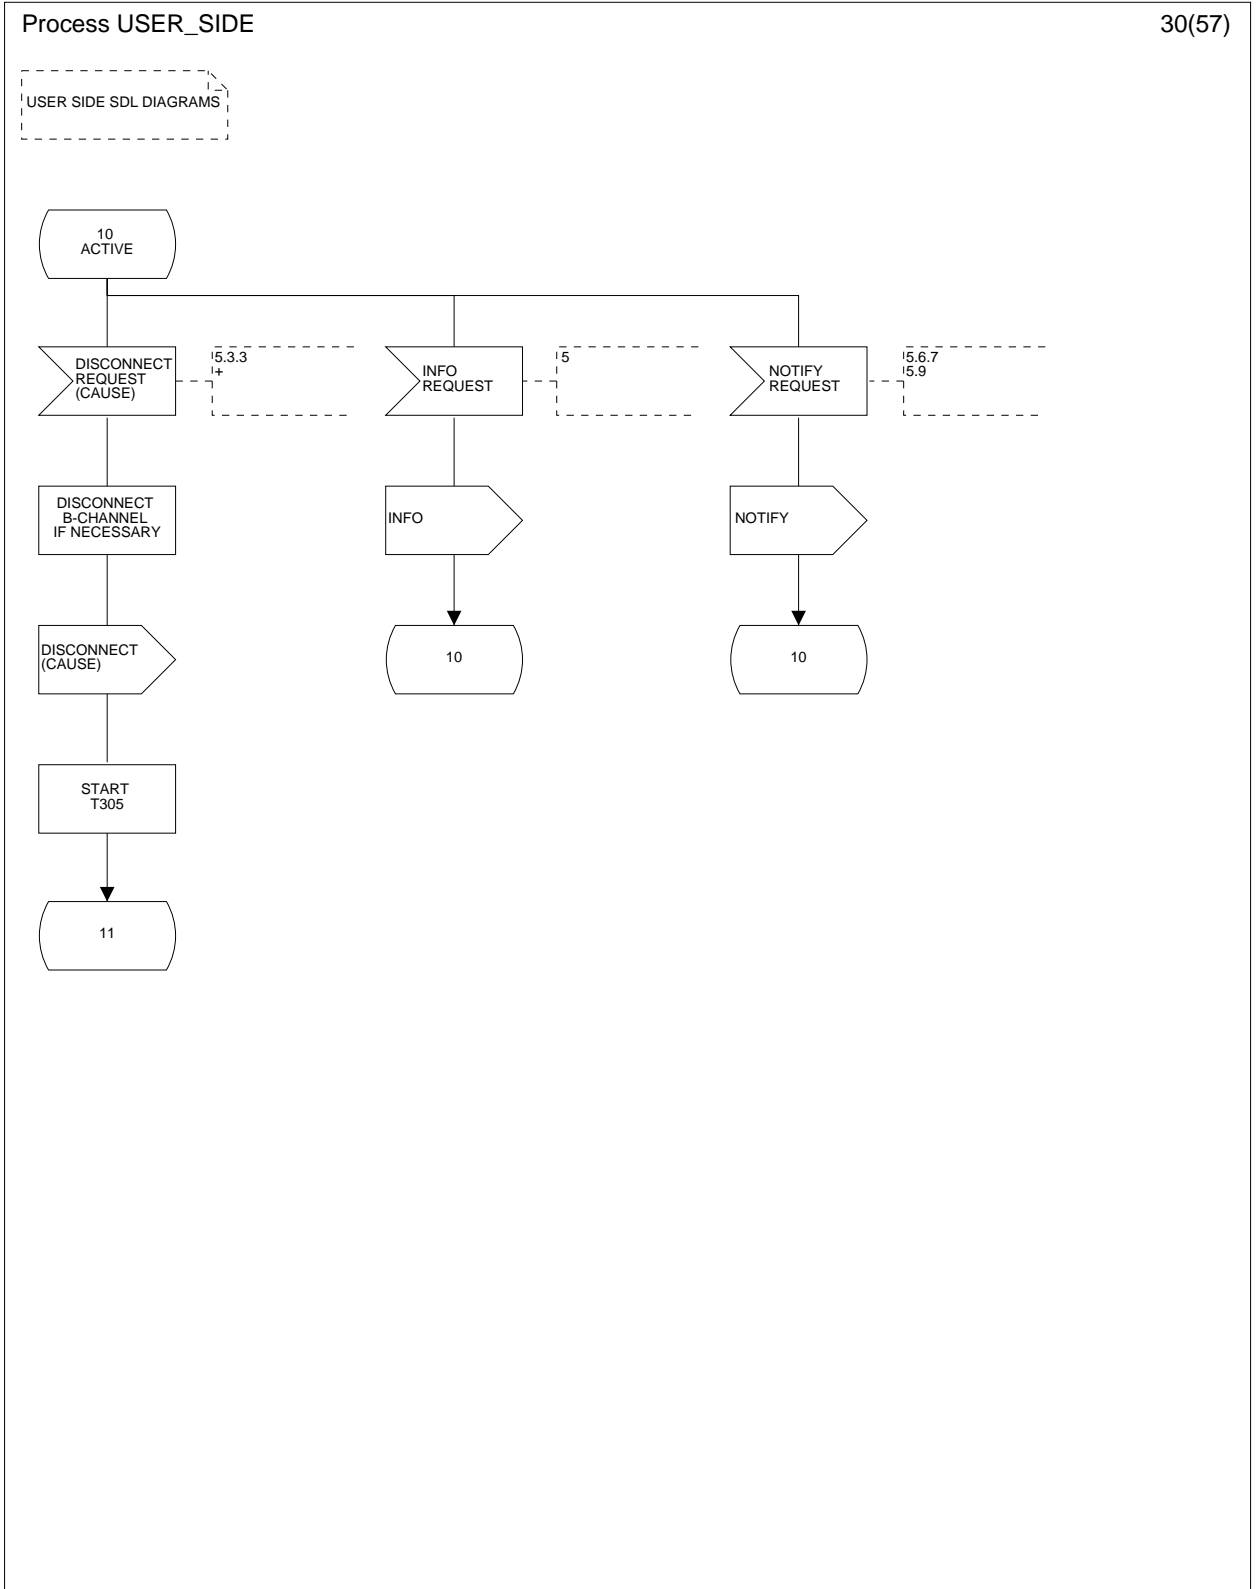 Process USER_SIDE
30(57)
USER SIDE SDL DIAGRAMS
10
ACTIVE
DISCONNECT
REQUEST
(CAUSE)
5.3.3
+
INFO
REQUEST
5
NOTIFY
REQUEST
5.6.7
5.9
DISCONNECT
B-CHANNEL
IF NECESSARY
INFO
NOTIFY
DISCONNECT
(CAUSE)
10
10
START
T305
11